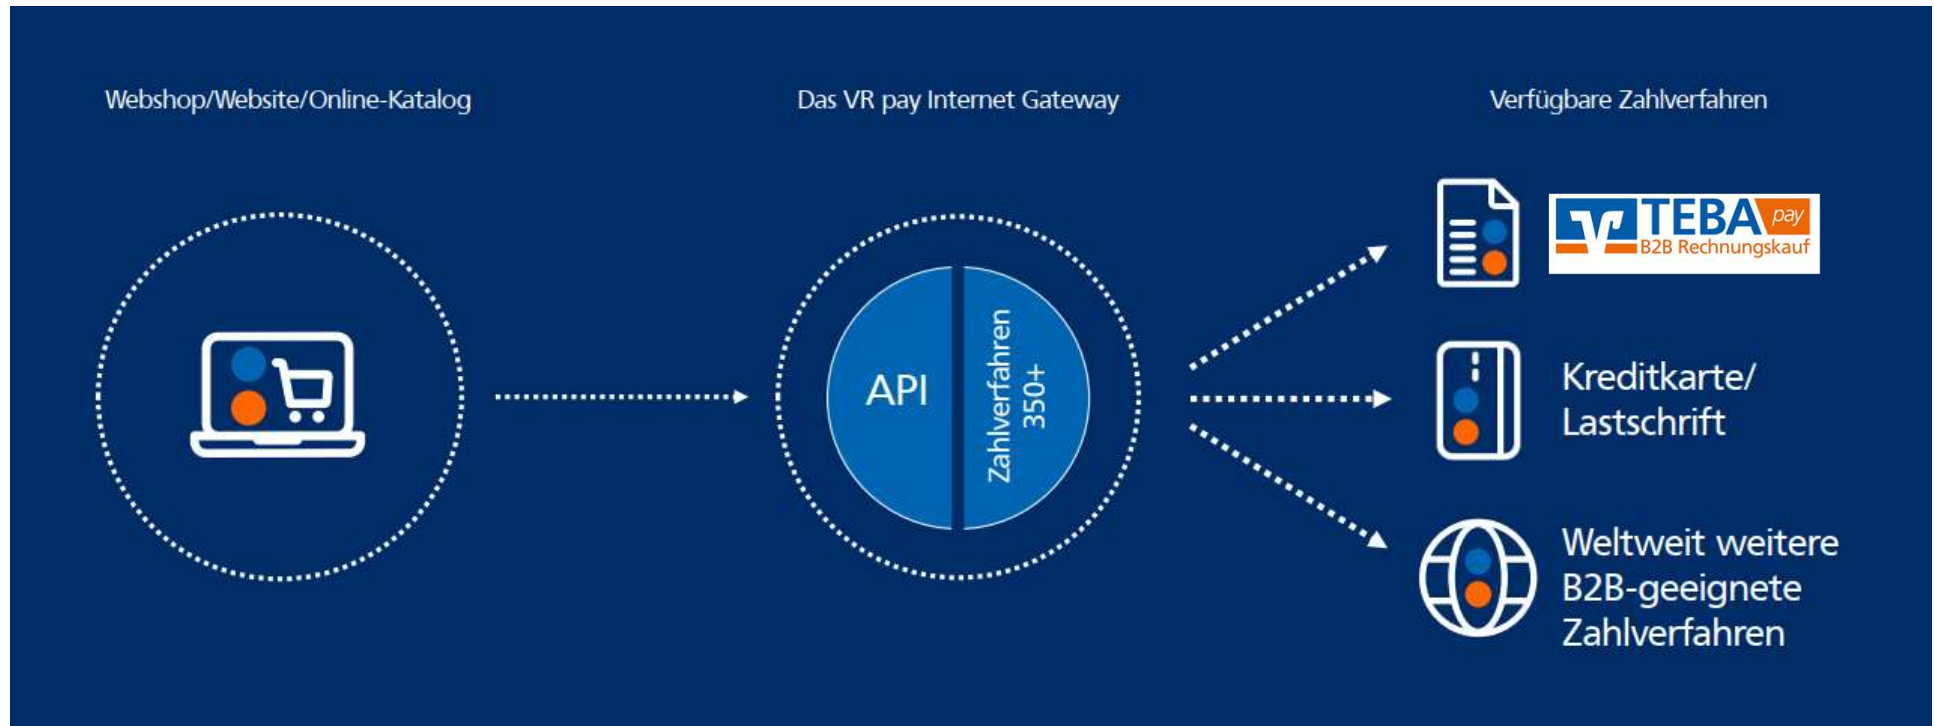 Webshop/Website/Online-Katalog
Das VR pay Internet Gateway
Verfügbare Zahlverfahren
API
Zahlverfahren
350+
TEBA pay
B2B Rechnungskauf
Kreditkarte/
Lastschrift
Weltweit weitere
B2B-geeignete
Zahlverfahren